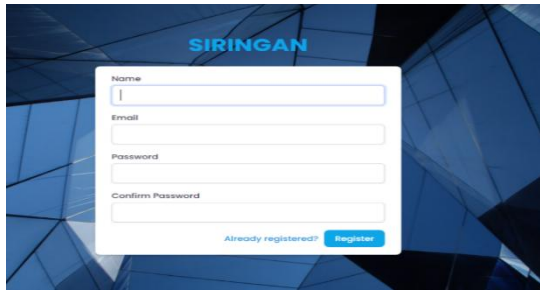 SIRINGAN
Name
Email
Password
Confirm Password
Already registered? Register